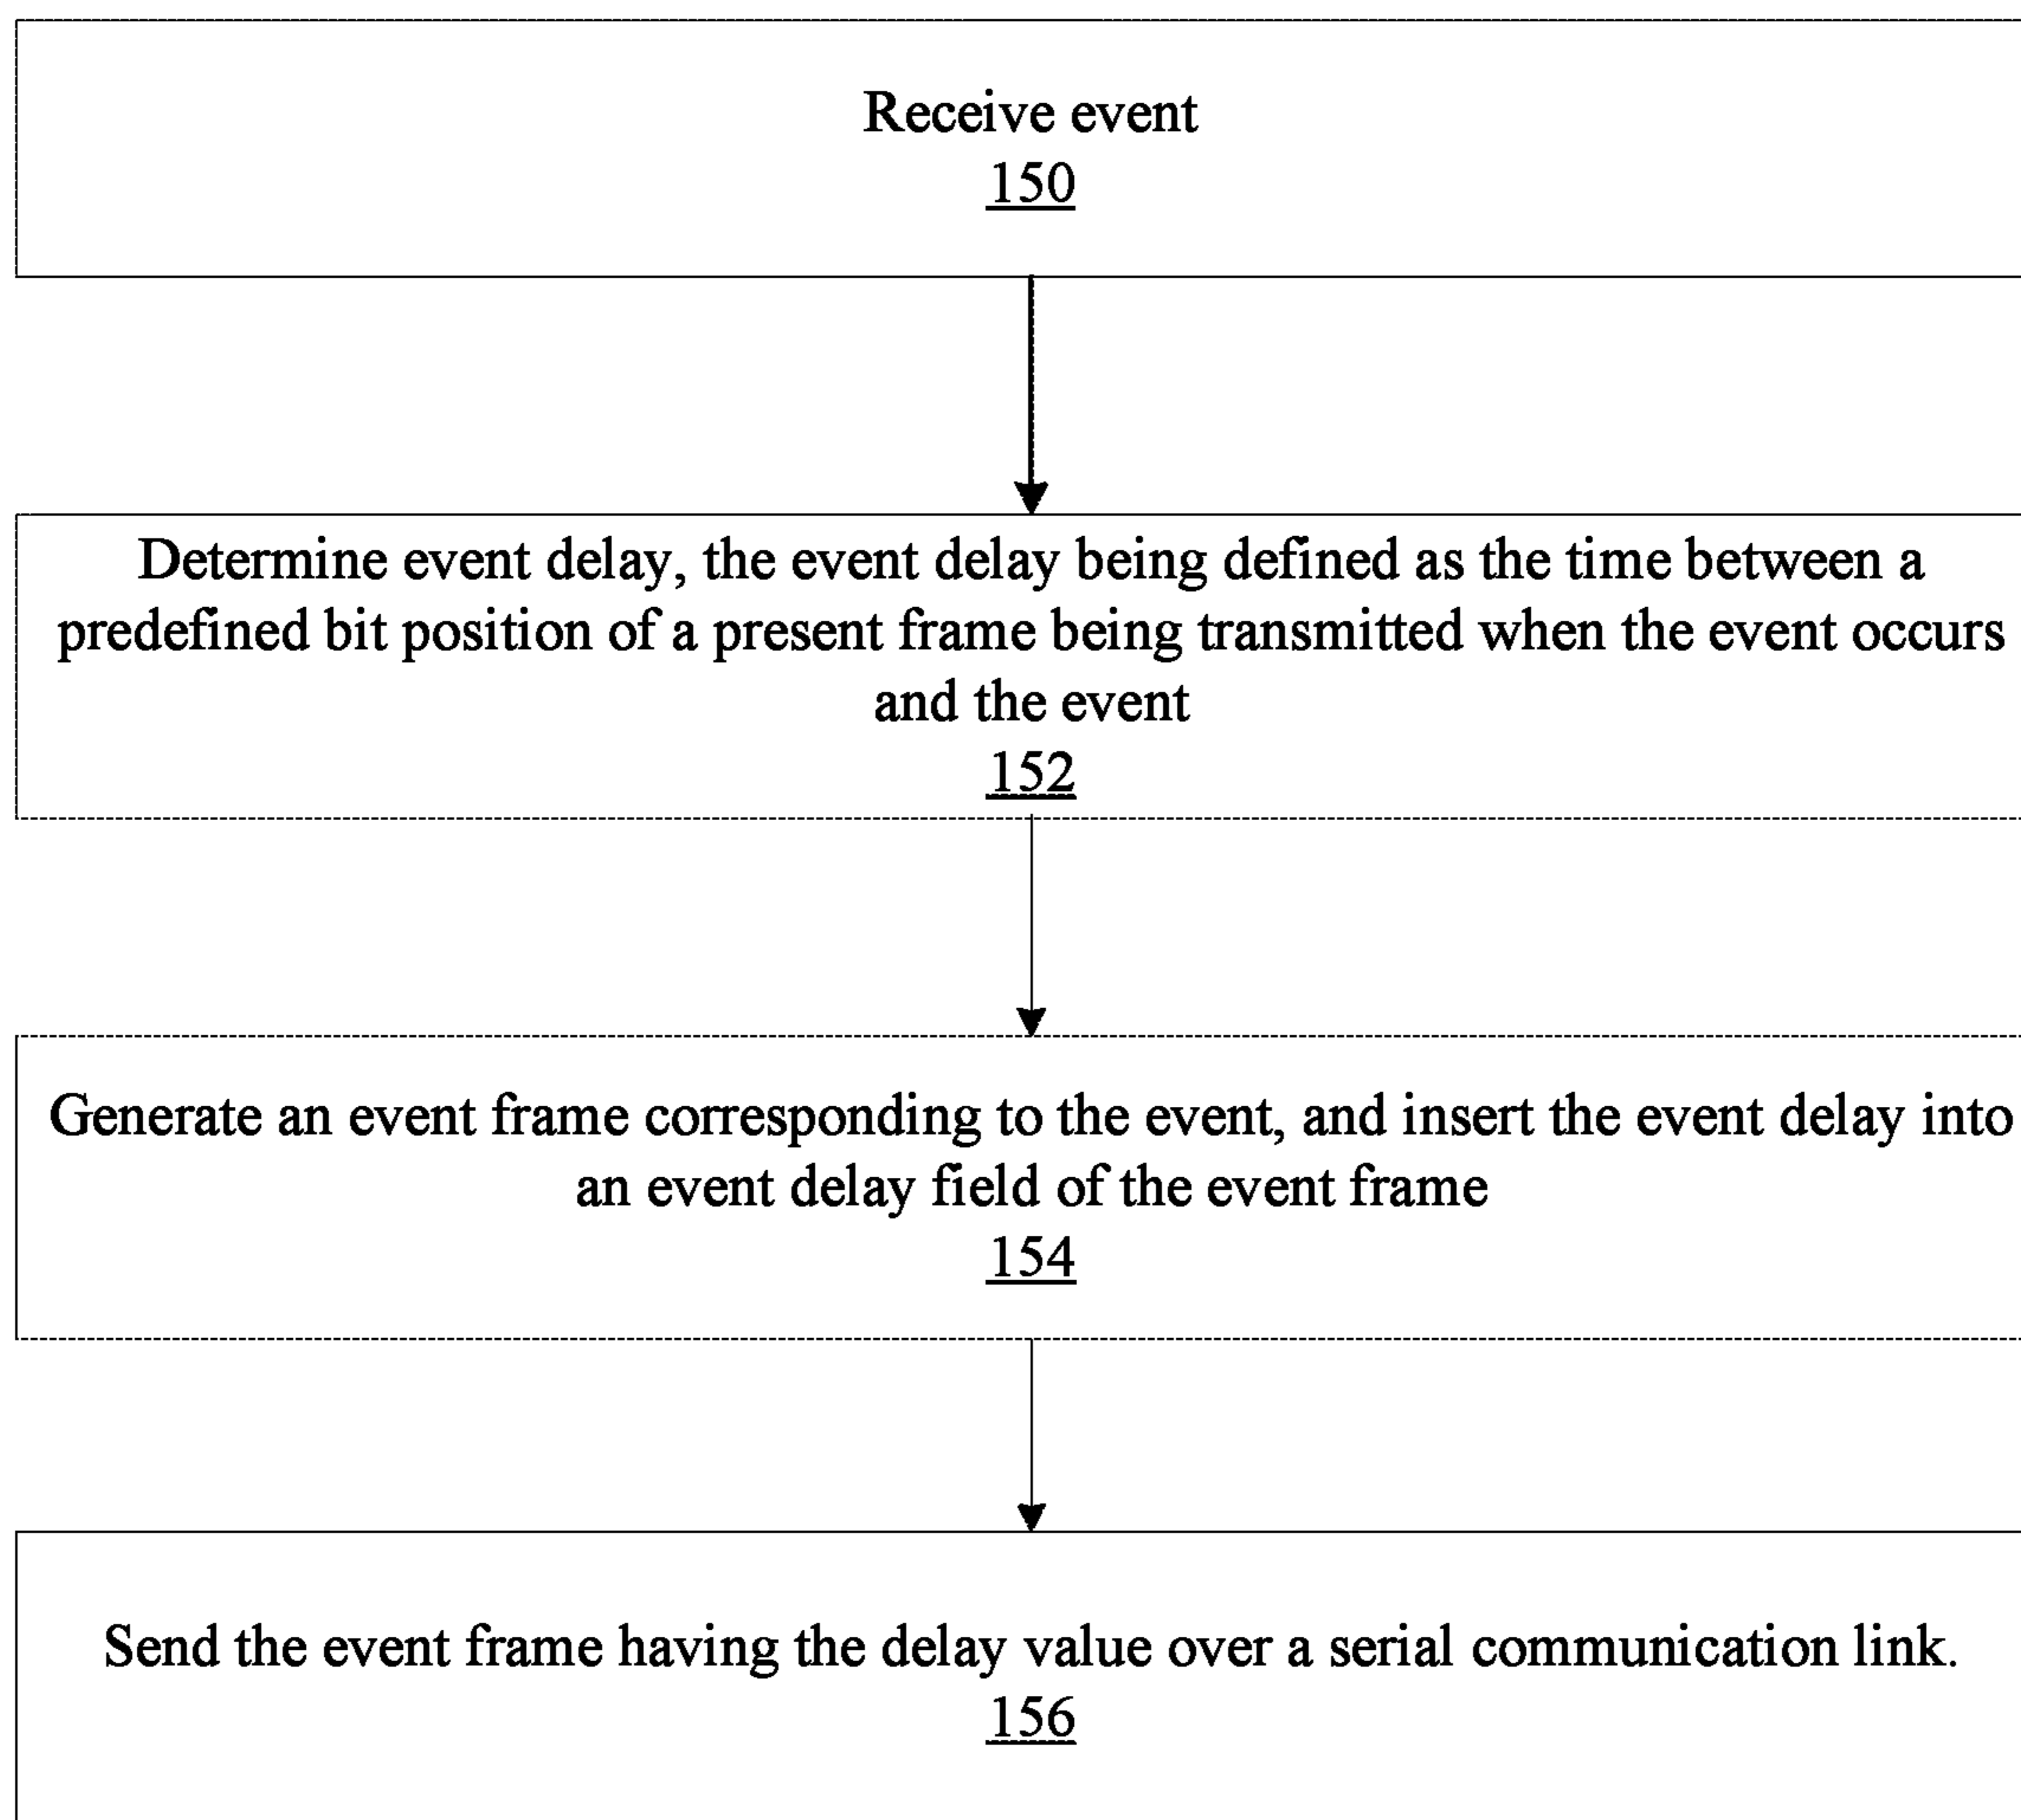 Receive event
150
Determine event delay, the event delay being defined as the time between a
predefined bit position of a present frame being transmitted when the event occurs
and the event
152
Generate an event frame corresponding to the event, and insert the event delay into
an event delay field of the event frame
154
Send the event frame having the delay value over a serial communication link.
156